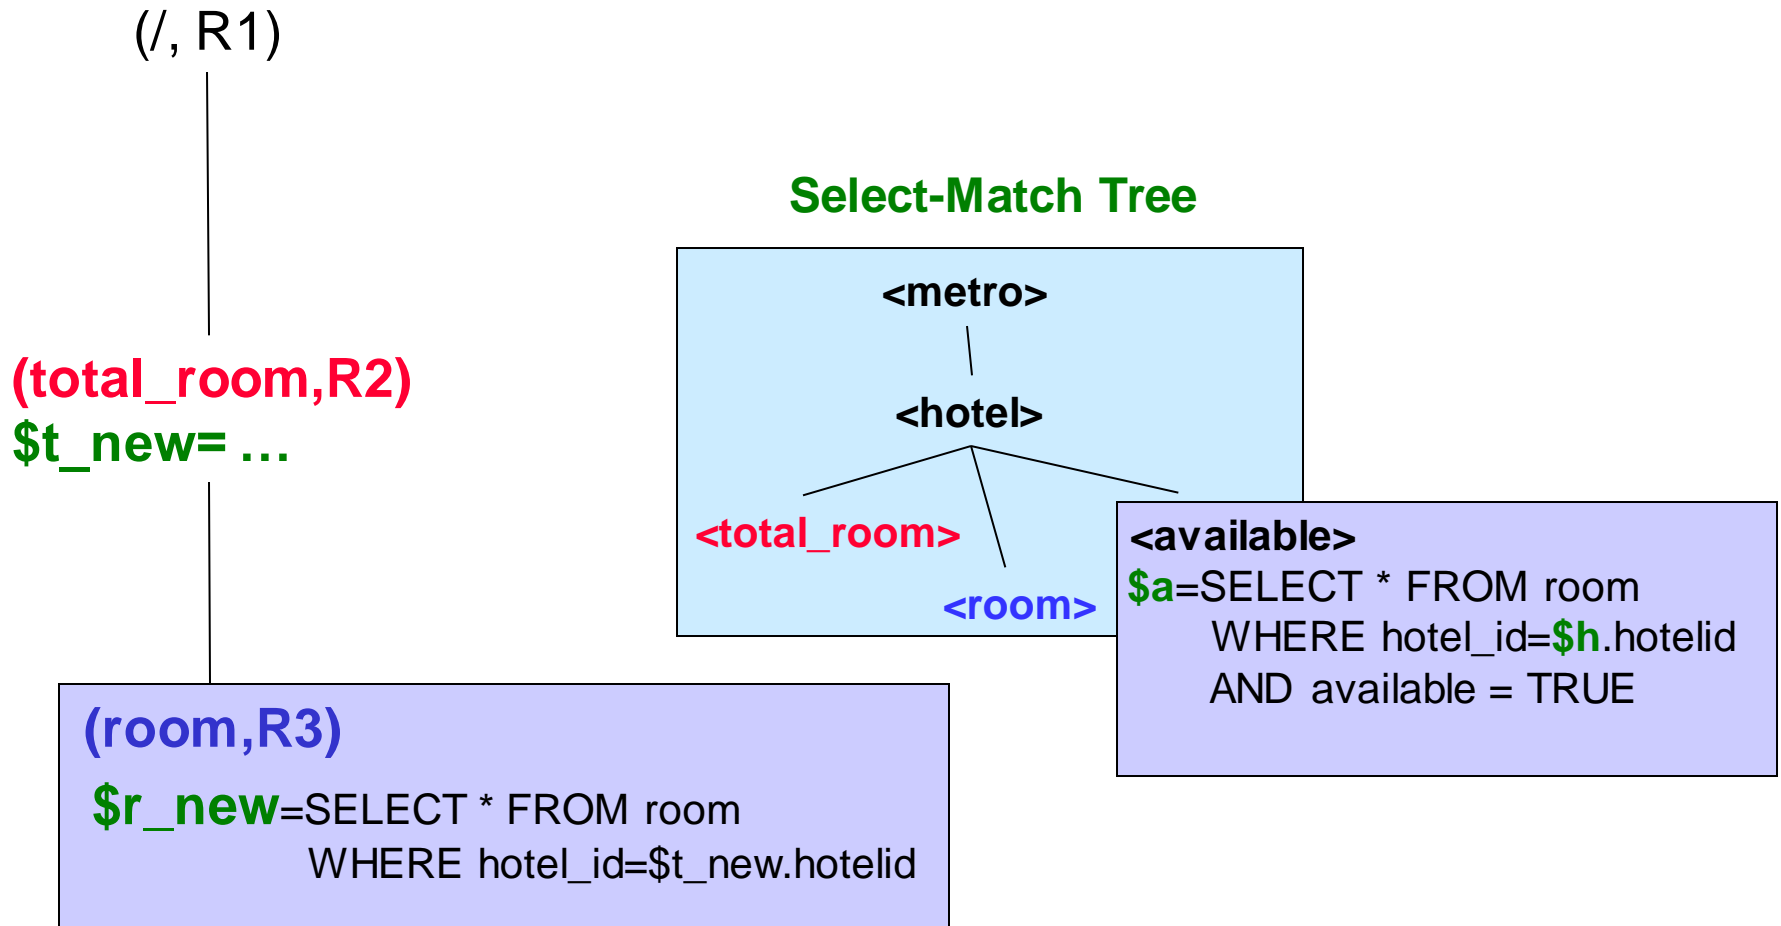 (/, R1)
Select-Match Tree
<metro>
(total_room,R2)
$t_new= …
<hotel>
<total_room>
<room>
<available>
$a=SELECT * FROM room
WHERE hotel_id=$h.hotelid
AND available = TRUE
(room,R3)
$r_new=SELECT * FROM room
WHERE hotel_id=$t_new.hotelid